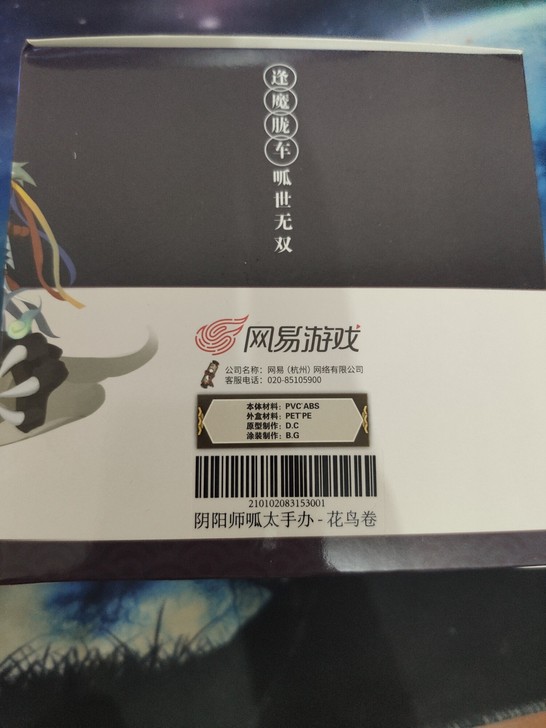 逢魔胧车
呱世无双
网易游戏
公司名称：网易（杭州）网络有限公司
客服电话：020-85105900
本体材料：PVC ABS
外盒材料：PET PE
原型制作：D.C
涂装制作：B.G
210102083153001
阴阳师呱太手办 - 花鸟卷